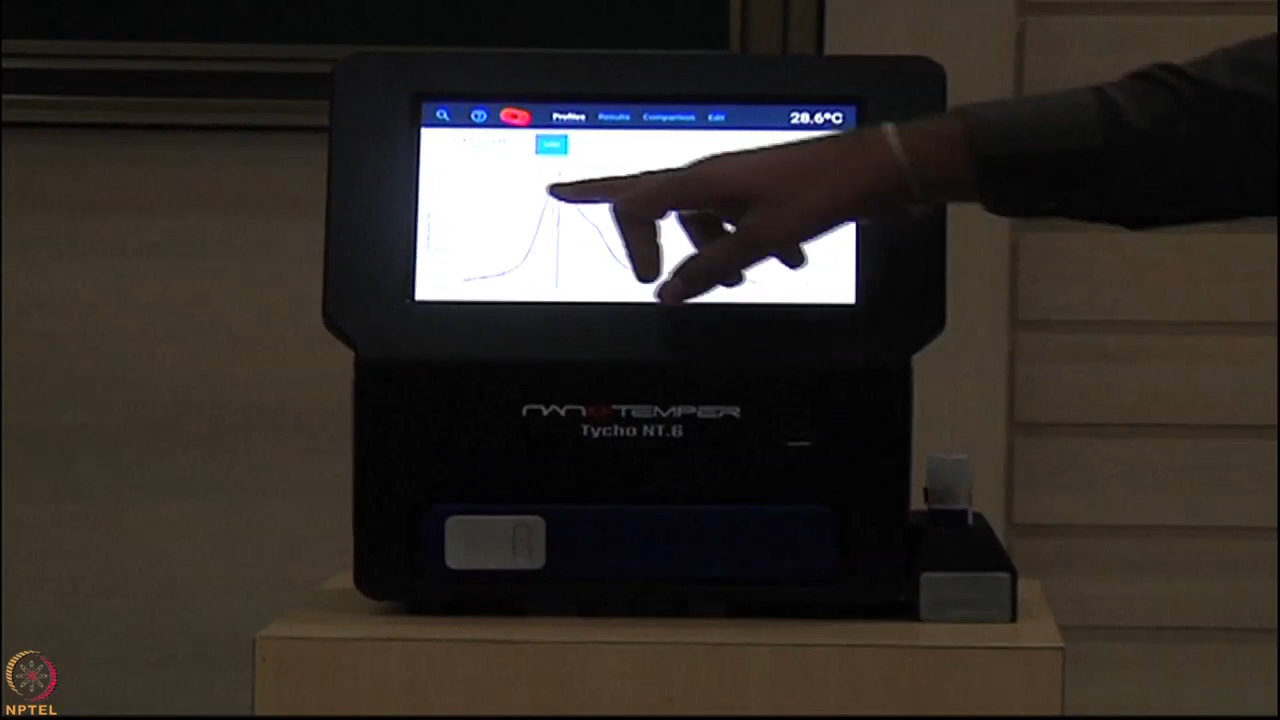 Profiles Results Comparison Edit 28.6°C
NANOTEMPER
Tycho NT.6
NPTEL